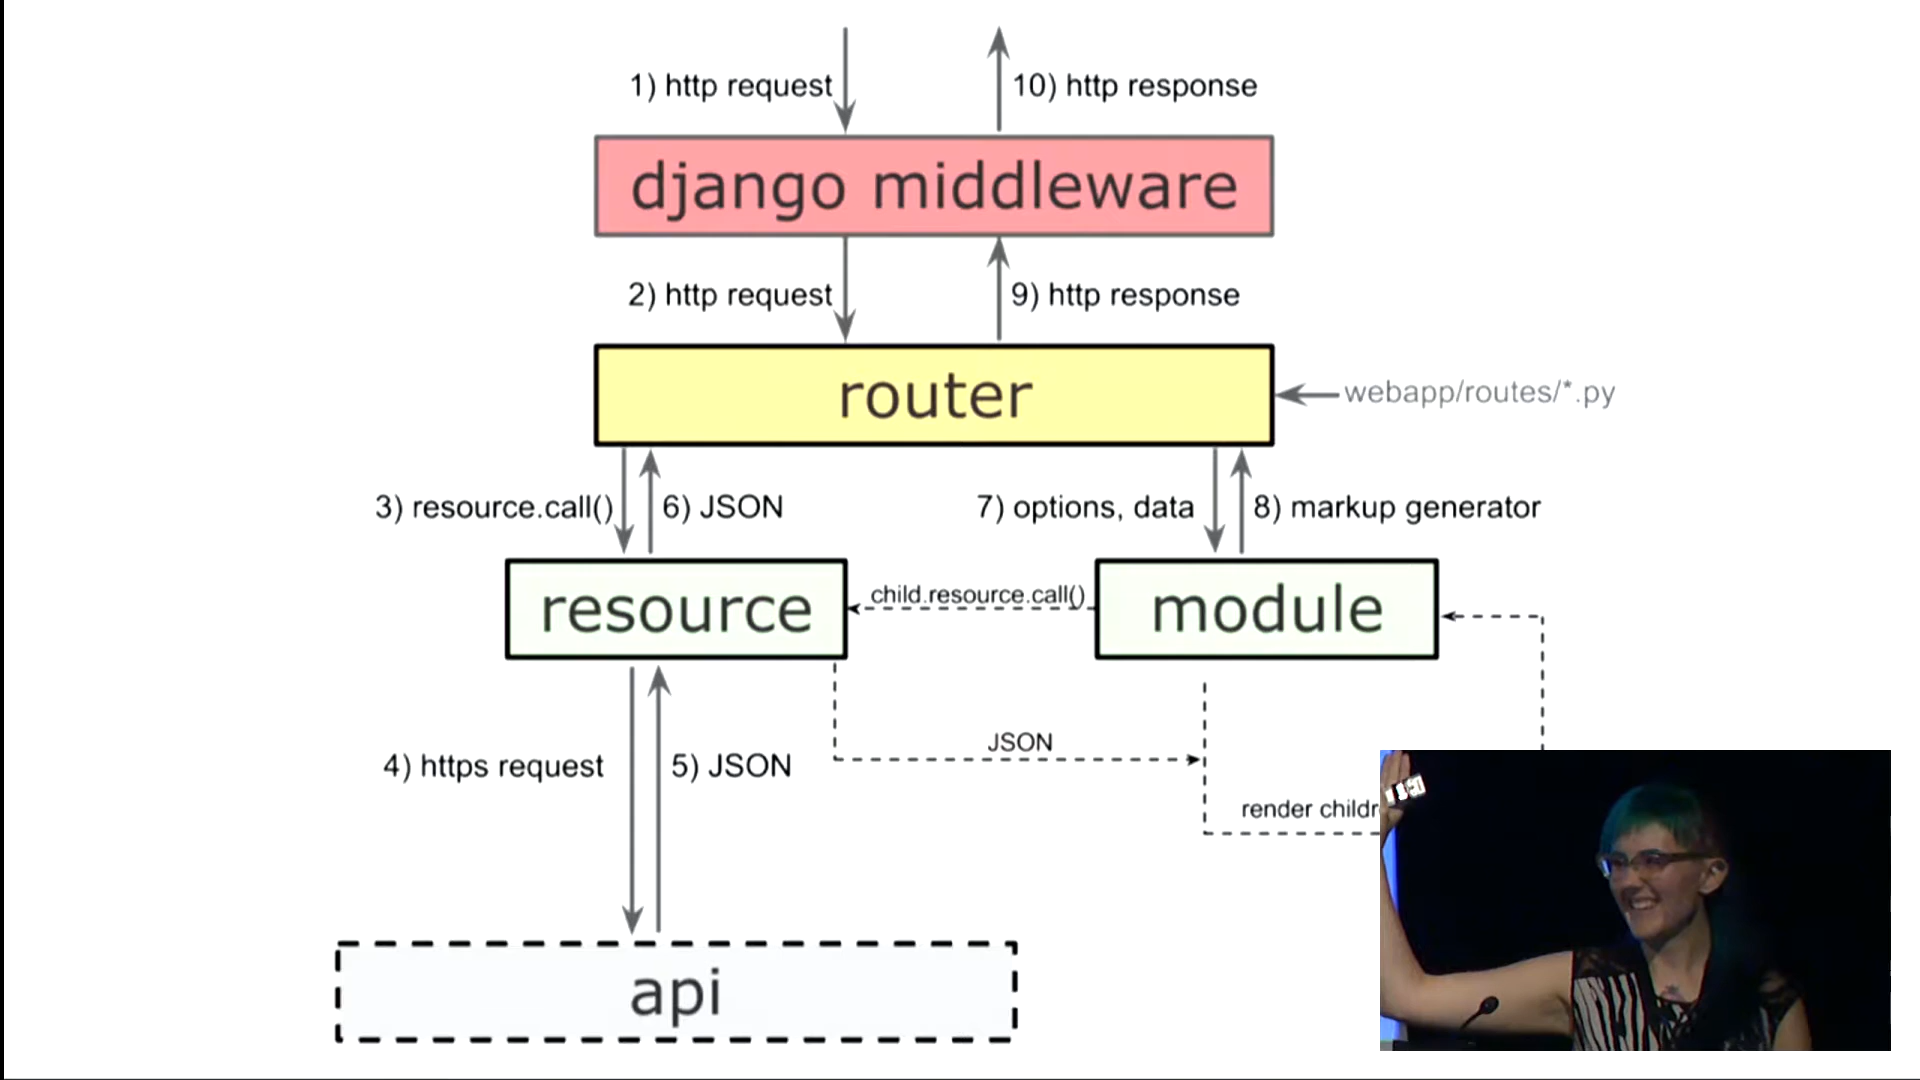 1) http request
10) http response
django middleware
2) http request
9) http response
router
webapp/routes/*.py
3) resource.call()
6) JSON
7) options, data
8) markup generator
resource
child.resource.call()
module
JSON
4) https request
5) JSON
render childr
api